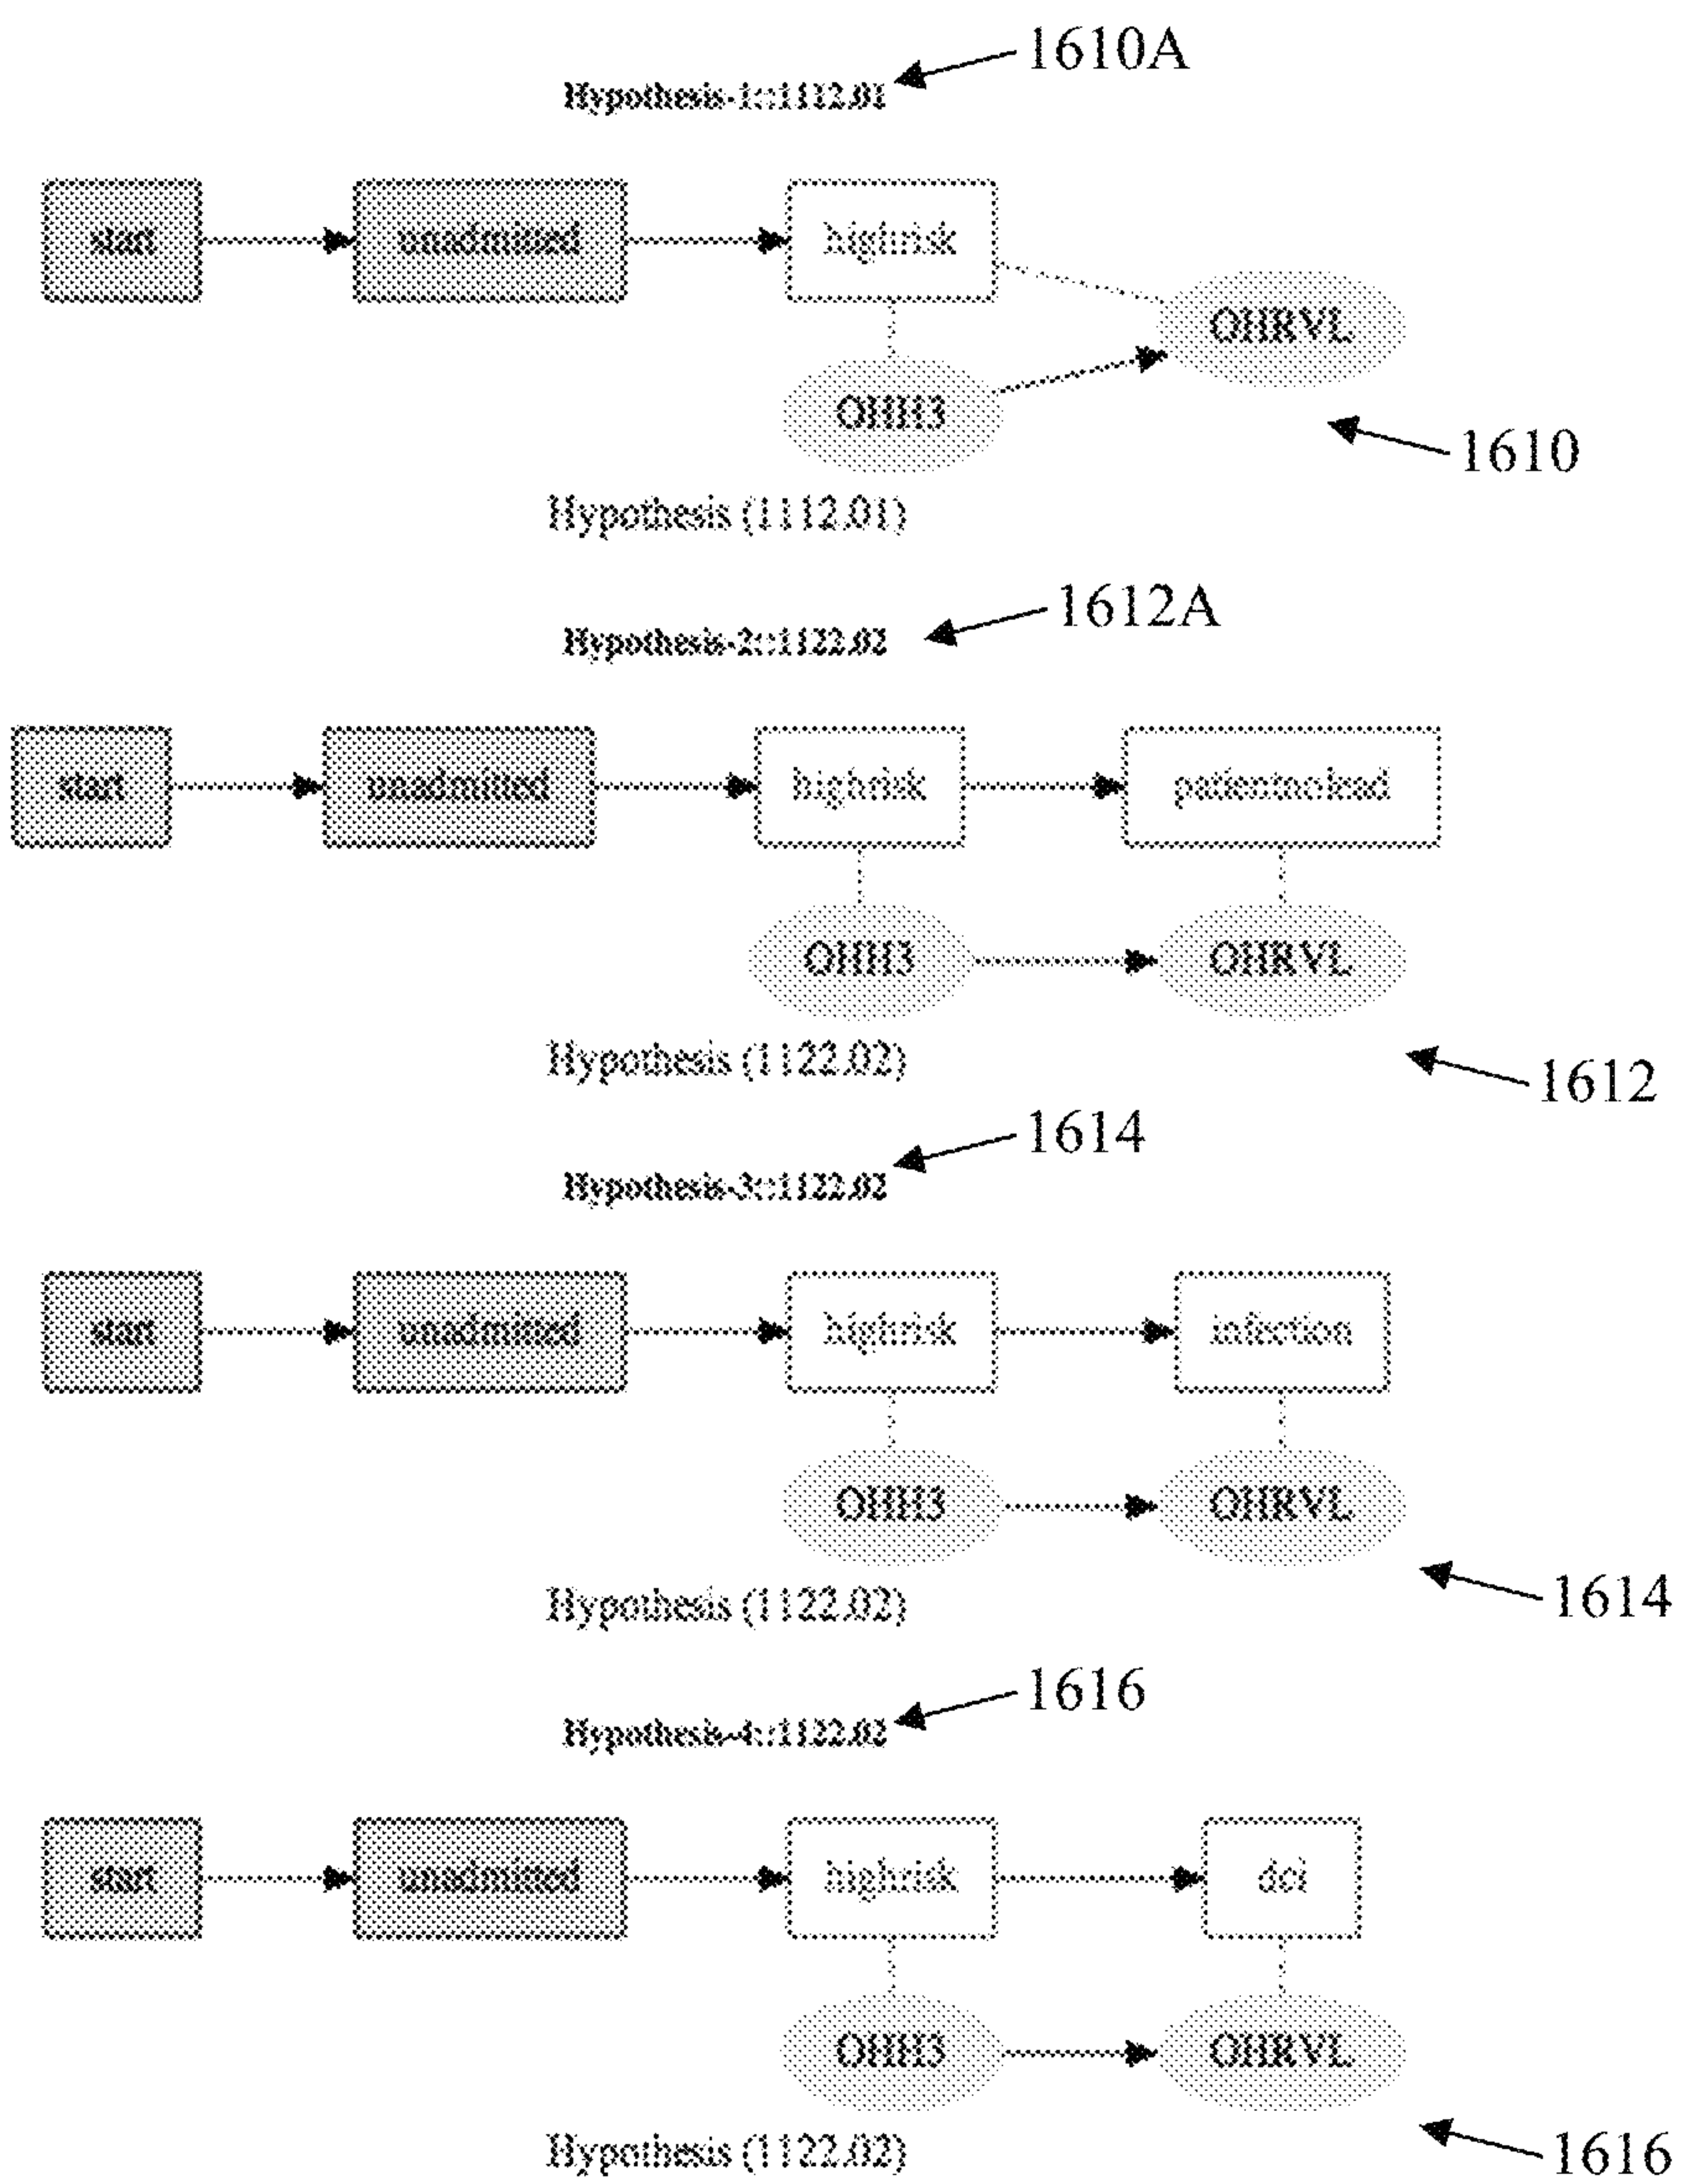 1610A
Hypothesis-1::1112.01
start
unadmitted
highrisk
OHRVL
OHH3
1610
Hypothesis (1112.01)
1612A
Hypothesis-2::1122.02
start
unadmitted
highrisk
patientnolead
OHH3
OHRVL
Hypothesis (1122.02)
1612
1614
Hypothesis-3::1122.02
start
unadmitted
highrisk
infection
OHH3
OHRVL
1614
Hypothesis (1122.02)
1616
Hypothesis-4::1122.02
start
unadmitted
highrisk
dci
OHH3
OHRVL
Hypothesis (1122.02)
1616